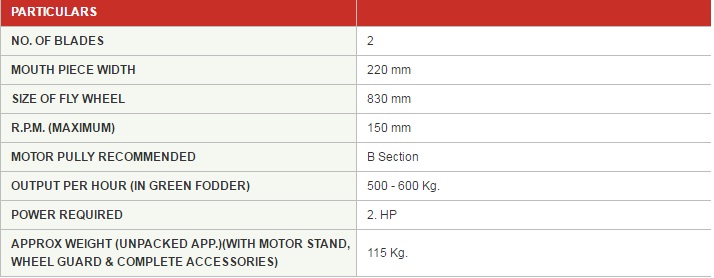 PARTICULARS
NO. OF BLADES 2
MOUTH PIECE WIDTH 220 mm
SIZE OF FLY WHEEL 830 mm
R.P.M. (MAXIMUM) 150 mm
MOTOR PULLY RECOMMENDED B Section
OUTPUT PER HOUR (IN GREEN FODDER) 500 - 600 Kg.
POWER REQUIRED 2. HP
APPROX WEIGHT (UNPACKED APP.)(WITH MOTOR STAND,
WHEEL GUARD & COMPLETE ACCESSORIES) 115 Kg.